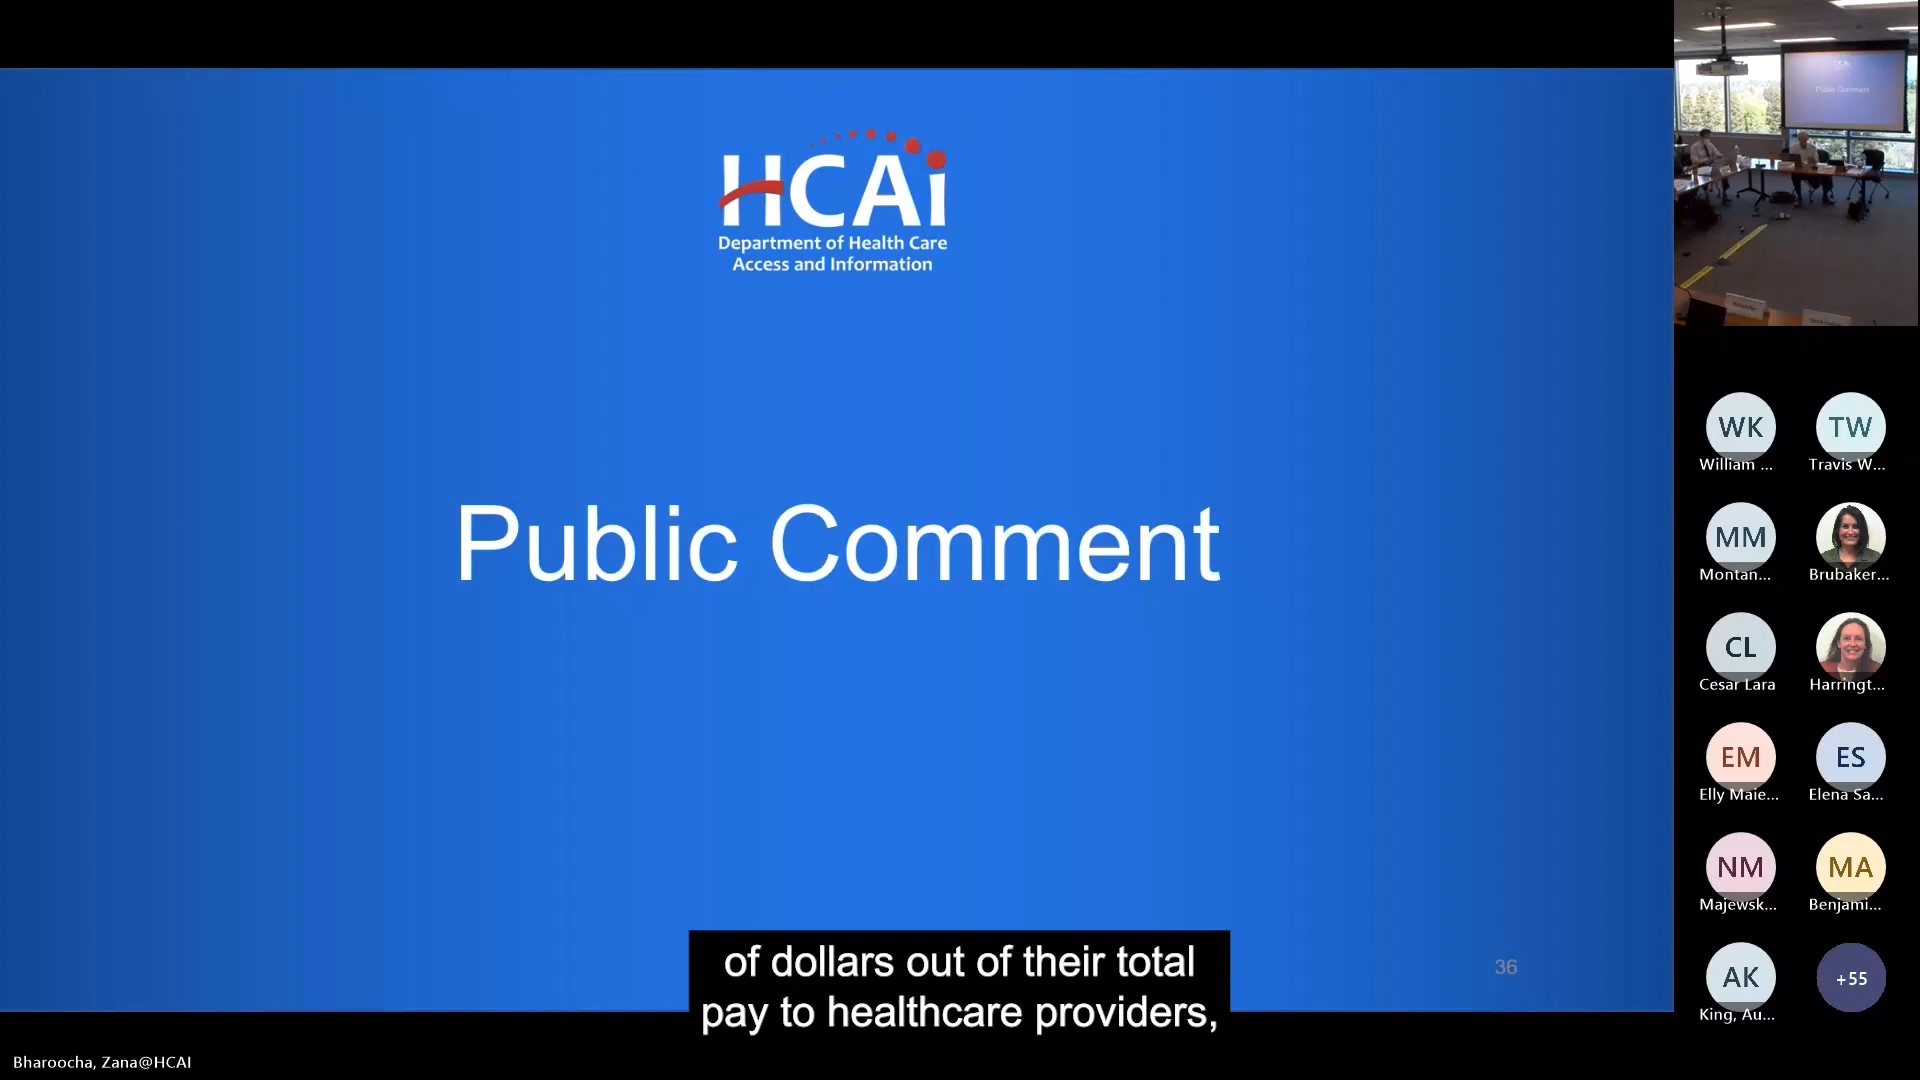 HCAi
Department of Health Care
Access and Information
Public Comment
36
of dollars out of their total
pay to healthcare providers,
Bharoocha, Zana@HCAI
Public Comment
WK
William ...
TW
Travis W...
MM
Montan...
Brubaker...
CL
Cesar Lara
Harringt...
EM
Elly Maie...
ES
Elena Sa...
NM
Majewsk...
MA
Benjami...
AK
King, Au...
+55